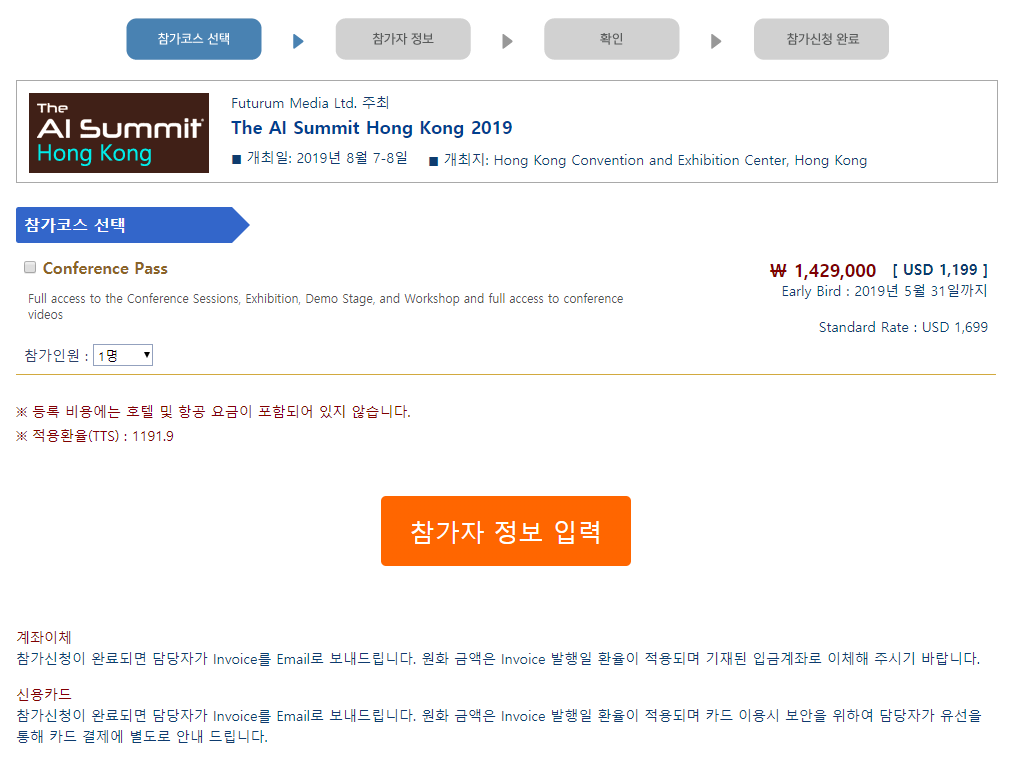 참가코스 선택
참가자 정보
확인
참가신청 완료
The
AI Summit
Hong Kong
Futurum Media Ltd. 주최
The AI Summit Hong Kong 2019
■ 개최일: 2019년 8월 7-8일 ■ 개최지: Hong Kong Convention and Exhibition Center, Hong Kong
참가코스 선택
Conference Pass
₩ 1,429,000 [ USD 1,199 ]
Early Bird : 2019년 5월 31일까지
Full access to the Conference Sessions, Exhibition, Demo Stage, and Workshop and full access to conference
videos
Standard Rate : USD 1,699
참가인원 : 1명
※ 등록 비용에는 호텔 및 항공 요금이 포함되어 있지 않습니다.
※ 적용환율(TTS) : 1191.9
참가자 정보 입력
계좌이체
참가신청이 완료되면 담당자가 Invoice를 Email로 보내드립니다. 원화 금액은 Invoice 발행일 환율이 적용되며 기재된 입금계좌로 이체해 주시기 바랍니다.
신용카드
참가신청이 완료되면 담당자가 Invoice를 Email로 보내드립니다. 원화 금액은 Invoice 발행일 환율이 적용되며 카드 이용시 보안을 위하여 담당자가 유선을
통해 카드 결제에 별도로 안내 드립니다.